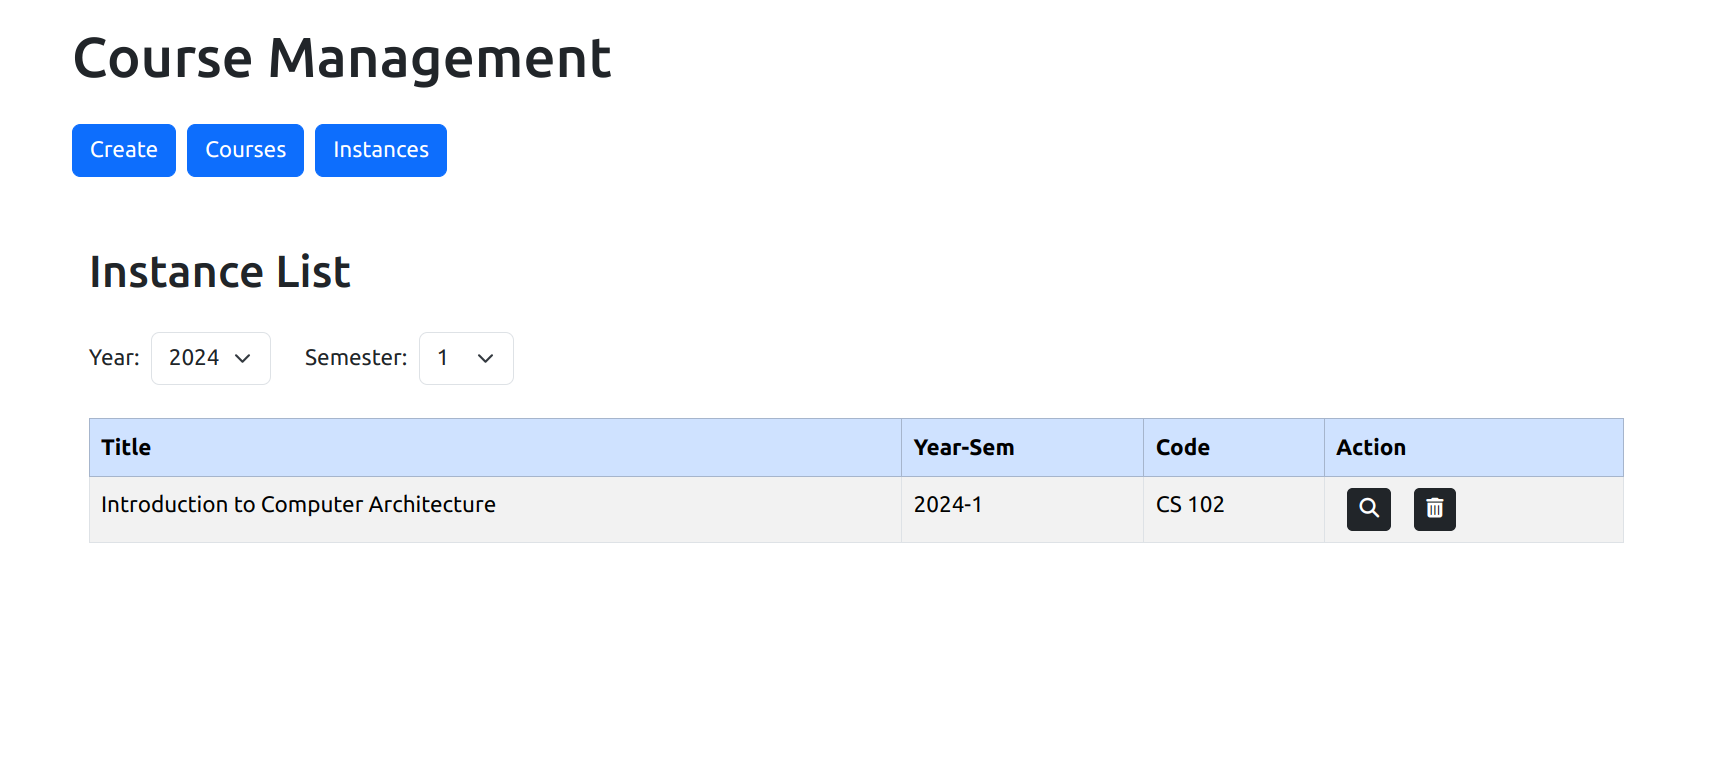 Course Management
Create Courses Instances
Instance List
Year: 2024 Semester: 1
Title Year-Sem Code Action
Introduction to Computer Architecture 2024-1 CS 102